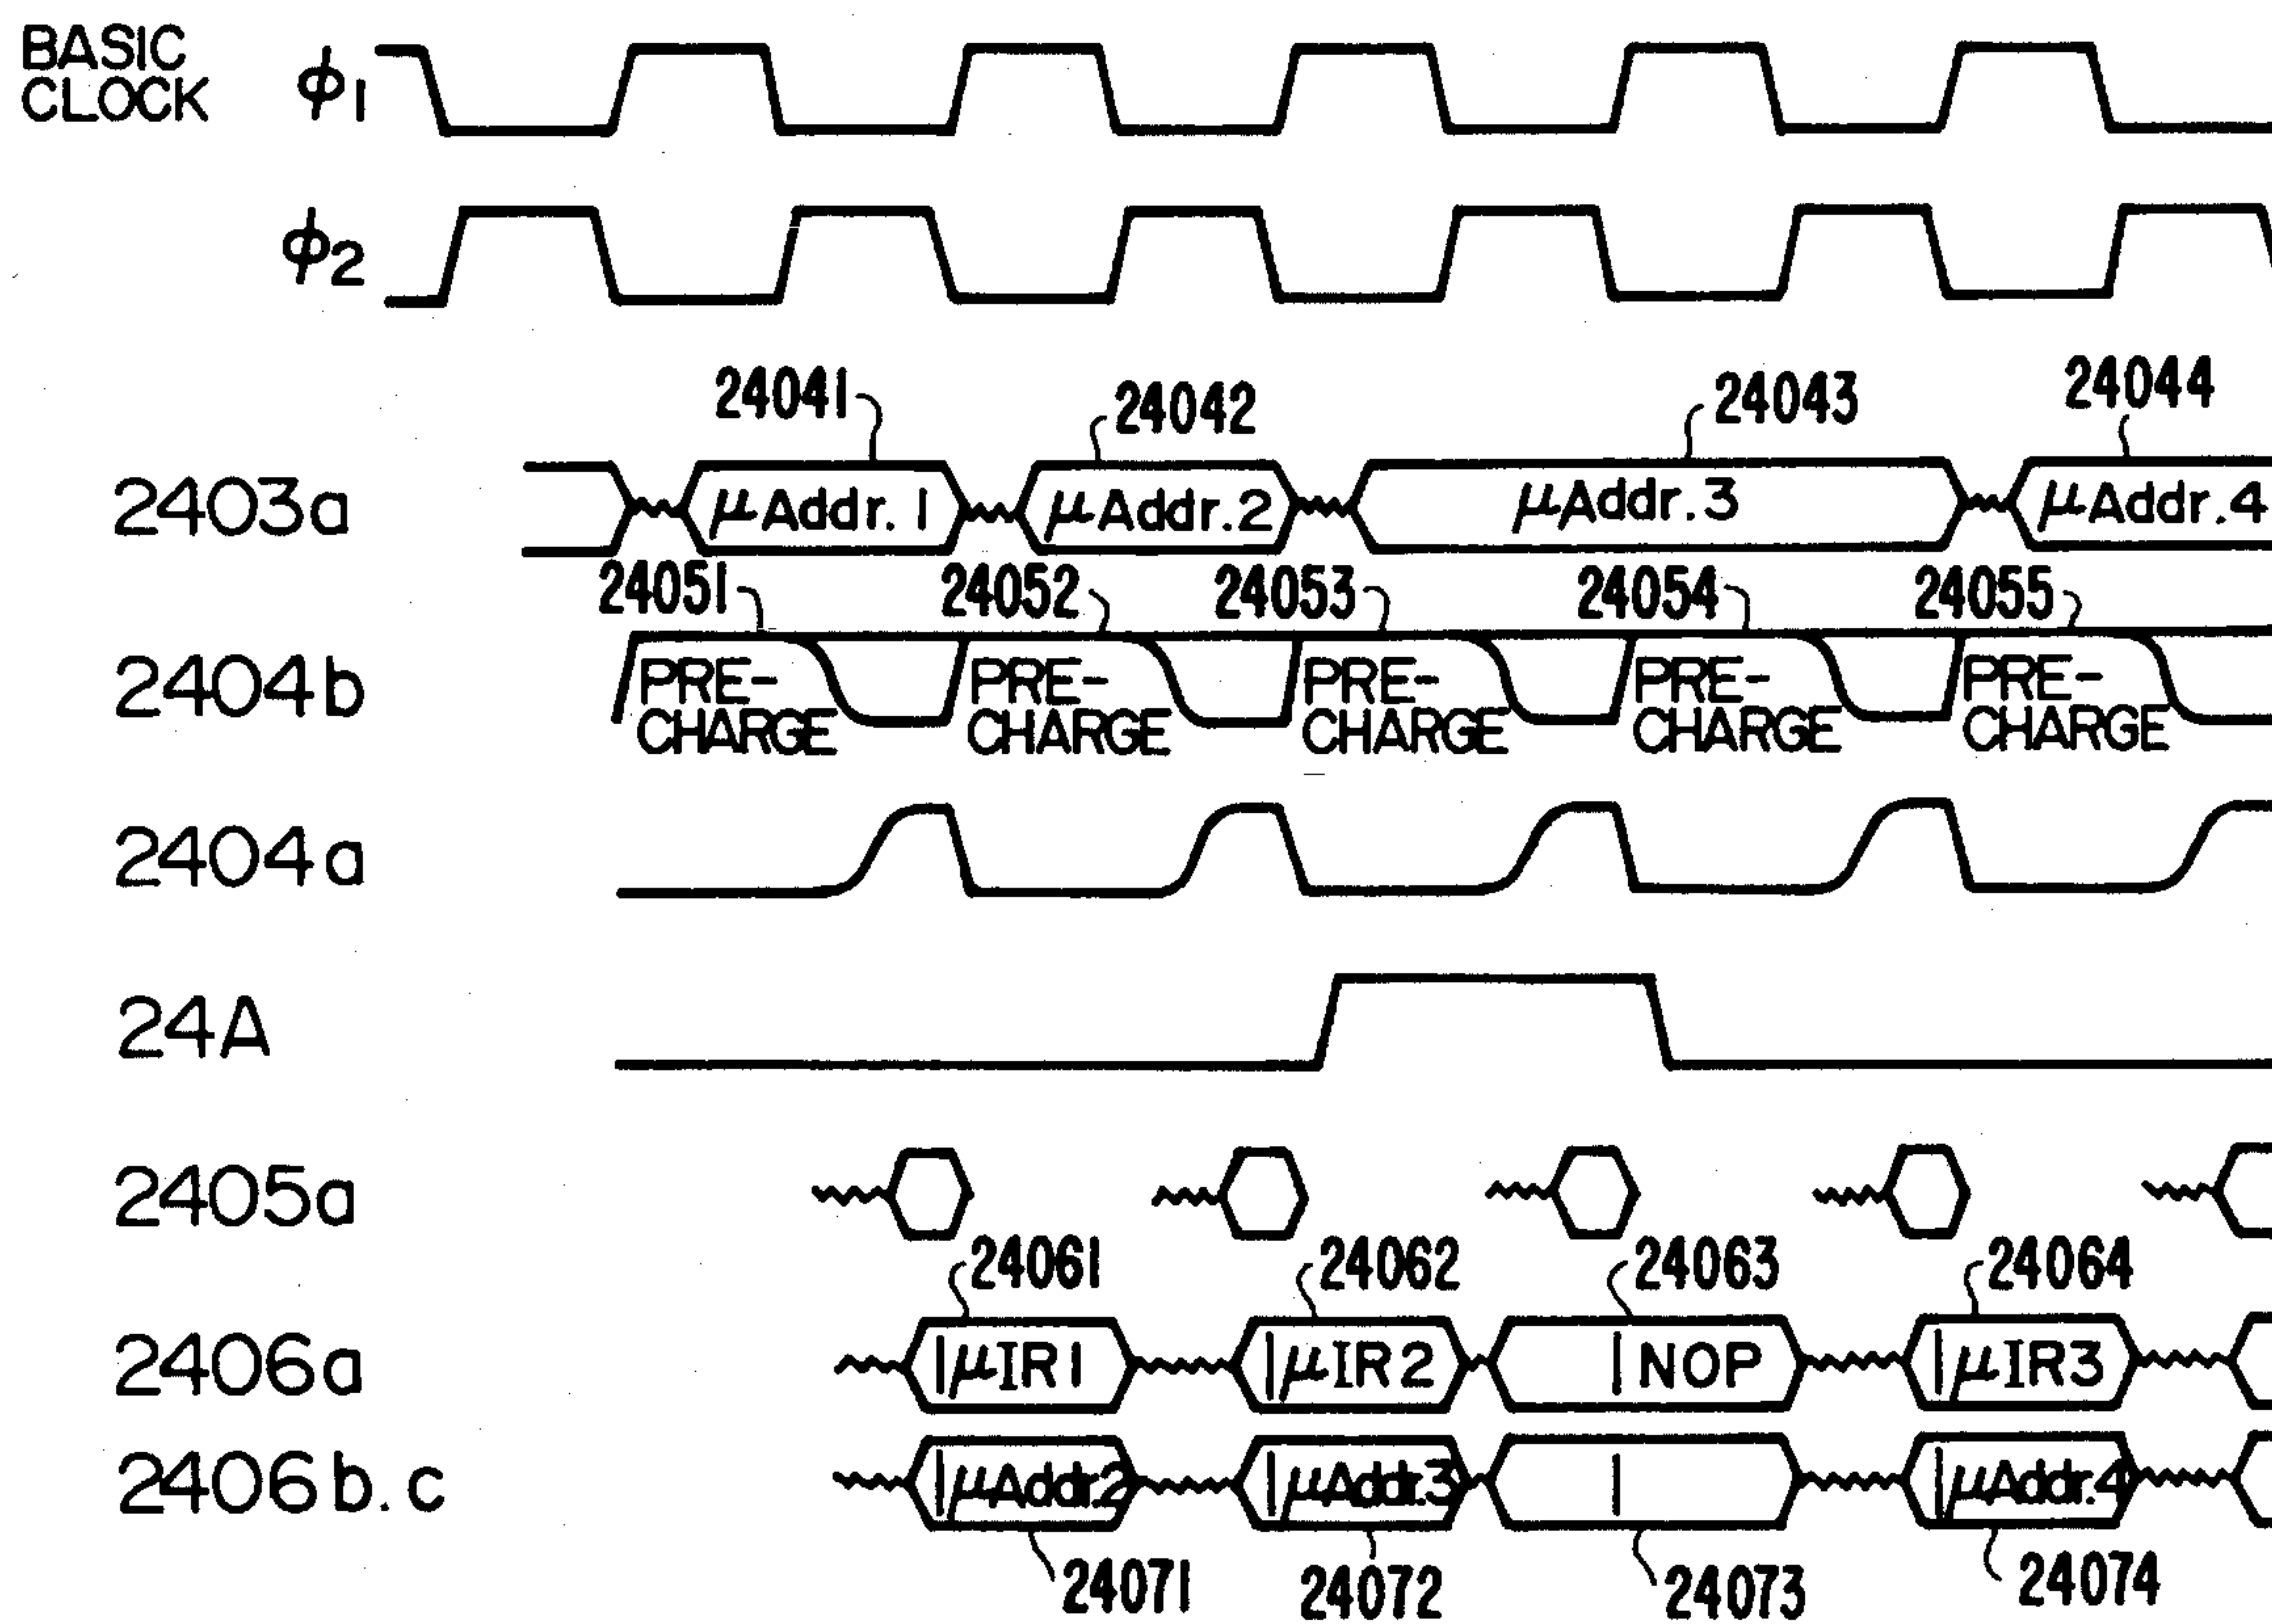 BASIC
CLOCK
φ1
φ2
24041
24042
24043
24044
2403a
μAddr. 1
μAddr.2
μAddr.3
μAddr.4
24051
24052
24053
24054
24055
2404b
PRE-
CHARGE
PRE-
CHARGE
PRE-
CHARGE
PRE-
CHARGE
PRE-
CHARGE
2404a
24A
2405a
24061
24062
24063
24064
2406a
μIR1
μIR2
NOP
μIR3
2406b.c
μAddr.2
μAddr.3
μAddr.4
24071
24072
24073
24074